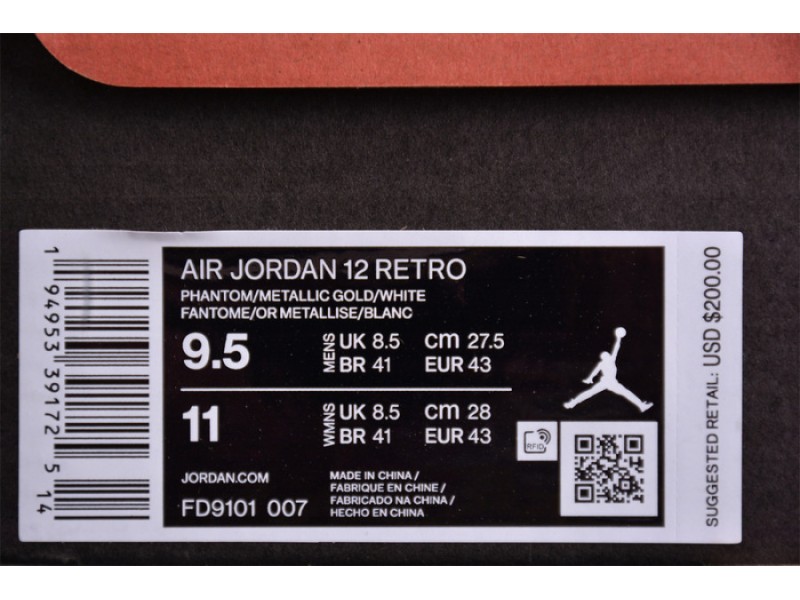 AIR JORDAN 12 RETRO
PHANTOM/METALLIC GOLD/WHITE
FANTOME/OR METALLISE/BLANC
9.5 MENS UK 8.5 cm 27.5
BR 41 EUR 43
11 WMNS UK 8.5 cm 28
BR 41 EUR 43
JORDAN.COM
FD9101 007
MADE IN CHINA /
FABRIQUE EN CHINE /
FABRICADO NA CHINA /
HECHO EN CHINA
RFID
1 94953 39172 5 14
SUGGESTED RETAIL: USD $200.00